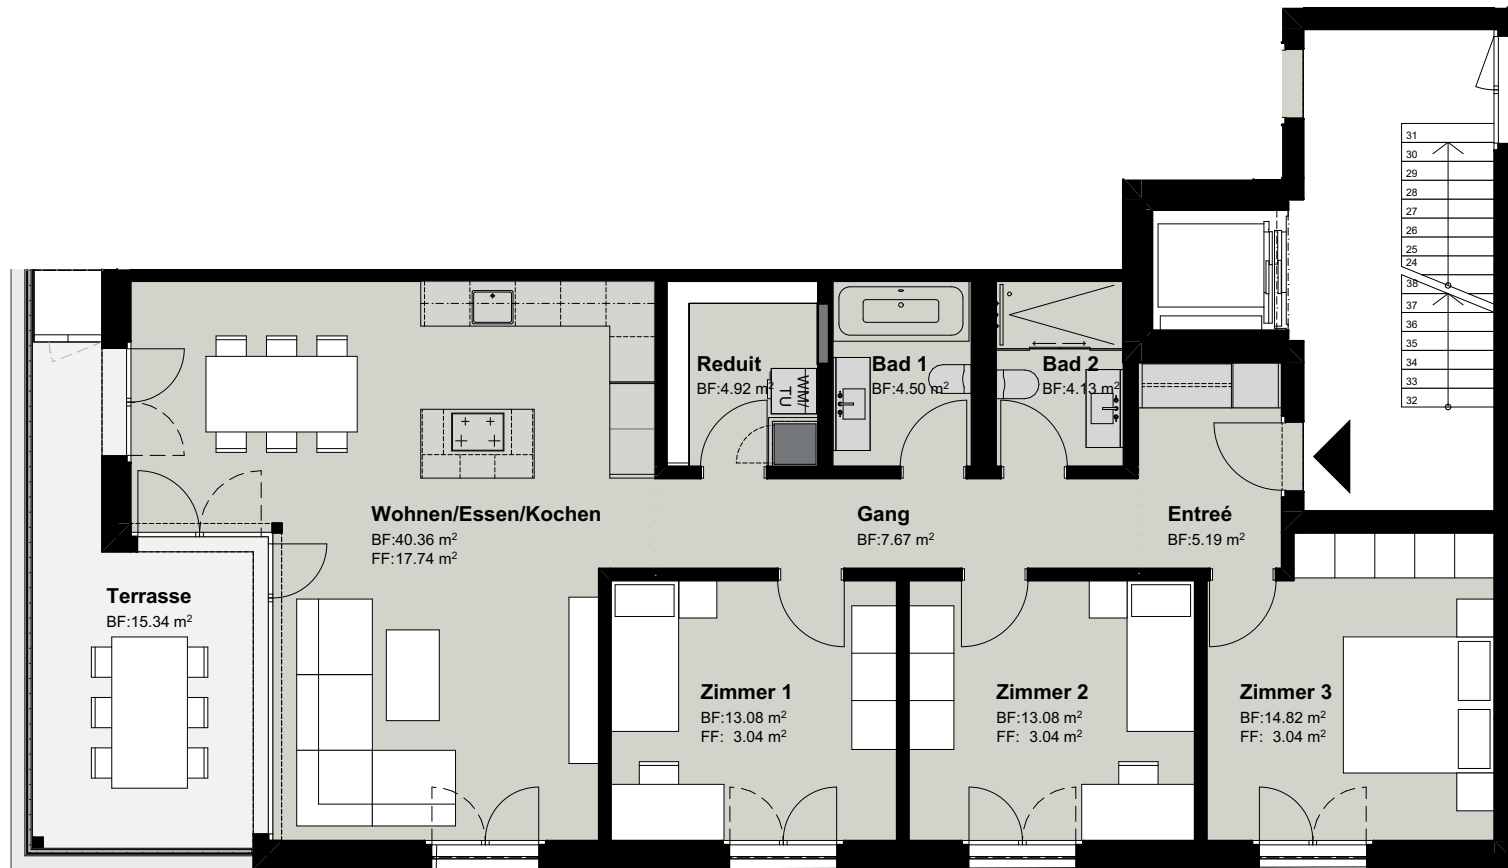 31
30
29
28
27
26
25
24
38
37
36
35
34
33
32
Reduit
BF:4.92 m²
WM/
TU
Bad 1
BF:4.50 m²
Bad 2
BF:4.13 m²
Wohnen/Essen/Kochen
BF:40.36 m²
FF:17.74 m²
Gang
BF:7.67 m²
Entreé
BF:5.19 m²
Terrasse
BF:15.34 m²
Zimmer 1
BF:13.08 m²
FF: 3.04 m²
Zimmer 2
BF:13.08 m²
FF: 3.04 m²
Zimmer 3
BF:14.82 m²
FF: 3.04 m²